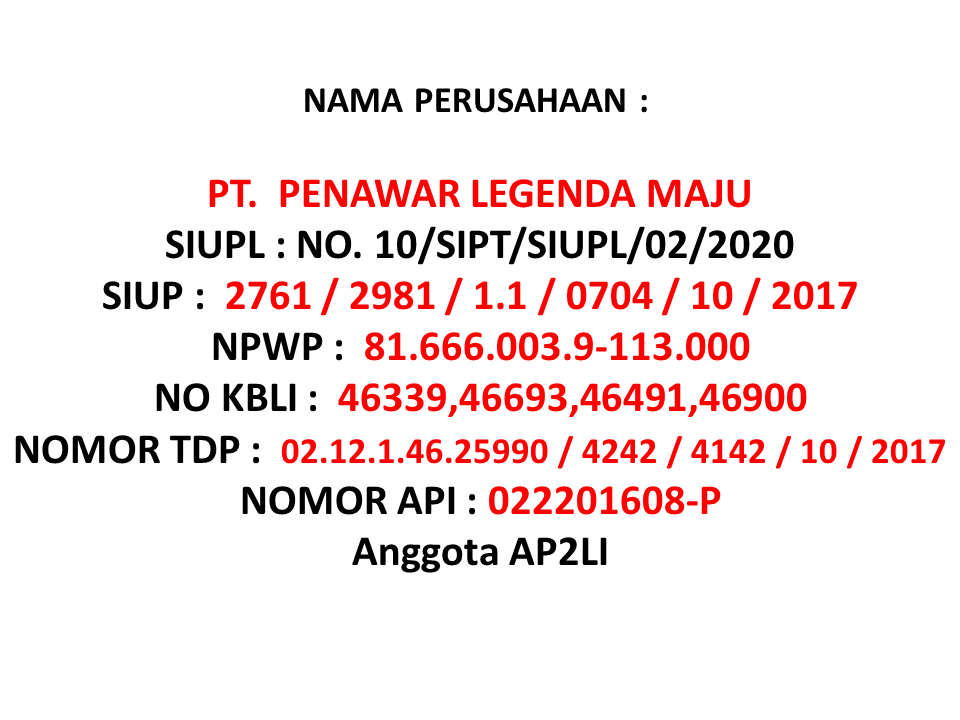 NAMA PERUSAHAAN :
PT. PENAWAR LEGENDA MAJU
SIUPL : NO. 10/SIPT/SIUPL/02/2020
SIUP : 2761 / 2981 / 1.1 / 0704 / 10 / 2017
NPWP : 81.666.003.9-113.000
NO KBLI : 46339,46693,46491,46900
NOMOR TDP : 02.12.1.46.25990 / 4242 / 4142 / 10 / 2017
NOMOR API : 022201608-P
Anggota AP2LI